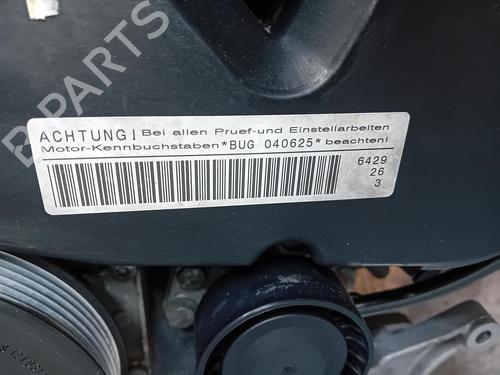 B-PARTS
ACHTUNG! Bei allen Pruef-und Einstellarbeiten
Motor-Kennbuchstaben *BUG 040625* beachten!
6429
26
3